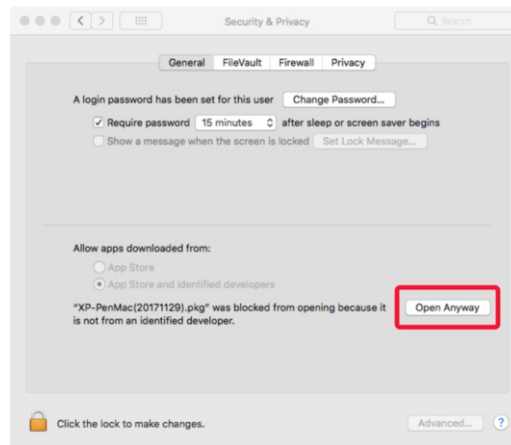 Security & Privacy
Search
General FileVault Firewall Privacy
A login password has been set for this user Change Password...
Require password 15 minutes after sleep or screen saver begins
Show a message when the screen is locked Set Lock Message...
Allow apps downloaded from:
App Store
App Store and identified developers
"XP-PenMac(20171129).pkg" was blocked from opening because it Open Anyway
is not from an identified developer.
Click the lock to make changes. Advanced... ?